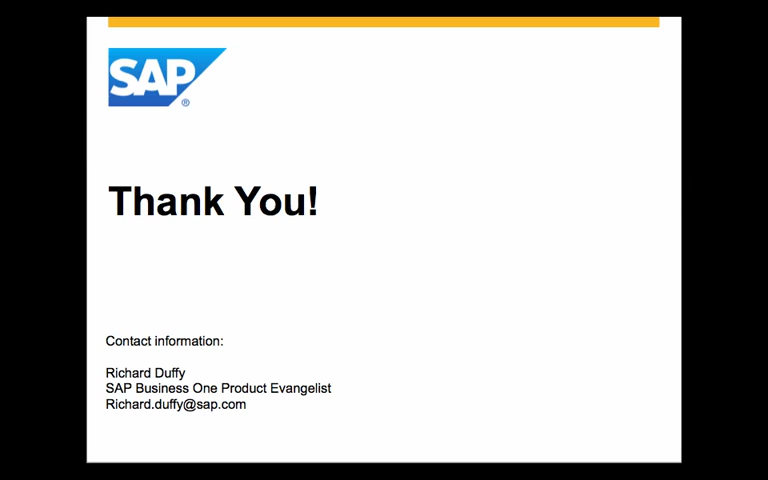 SAP
®
Thank You!
Contact information:
Richard Duffy
SAP Business One Product Evangelist
Richard.duffy@sap.com